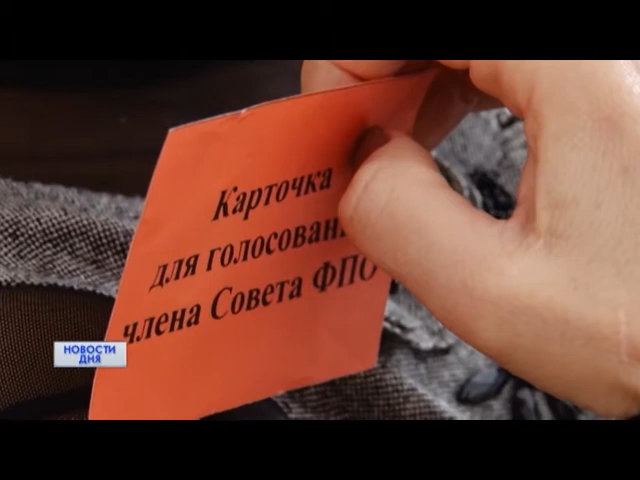 Карточка
для голосован
члена Совета ФПО
НОВОСТИ
ДНЯ